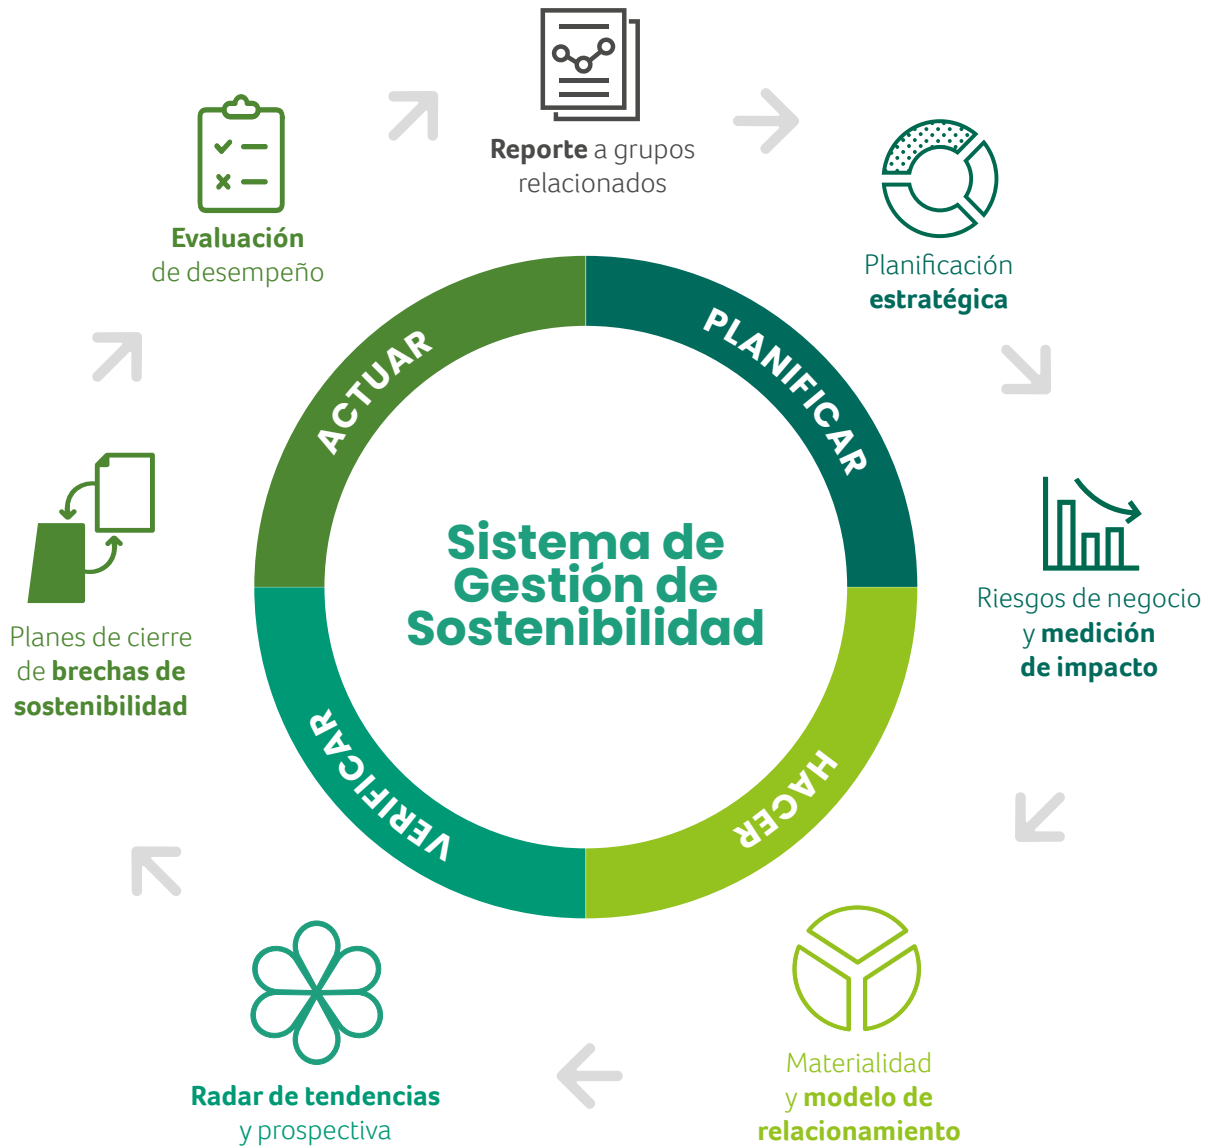 Reporte a grupos
relacionados
Planificación
estratégica
Riesgos de negocio
y medición
de impacto
Materialidad
y modelo de
relacionamiento
Radar de tendencias
y prospectiva
Planes de cierre
de brechas de
sostenibilidad
Evaluación
de desempeño
PLANIFICAR
HACER
VERIFICAR
ACTUAR
Sistema de
Gestión de
Sostenibilidad